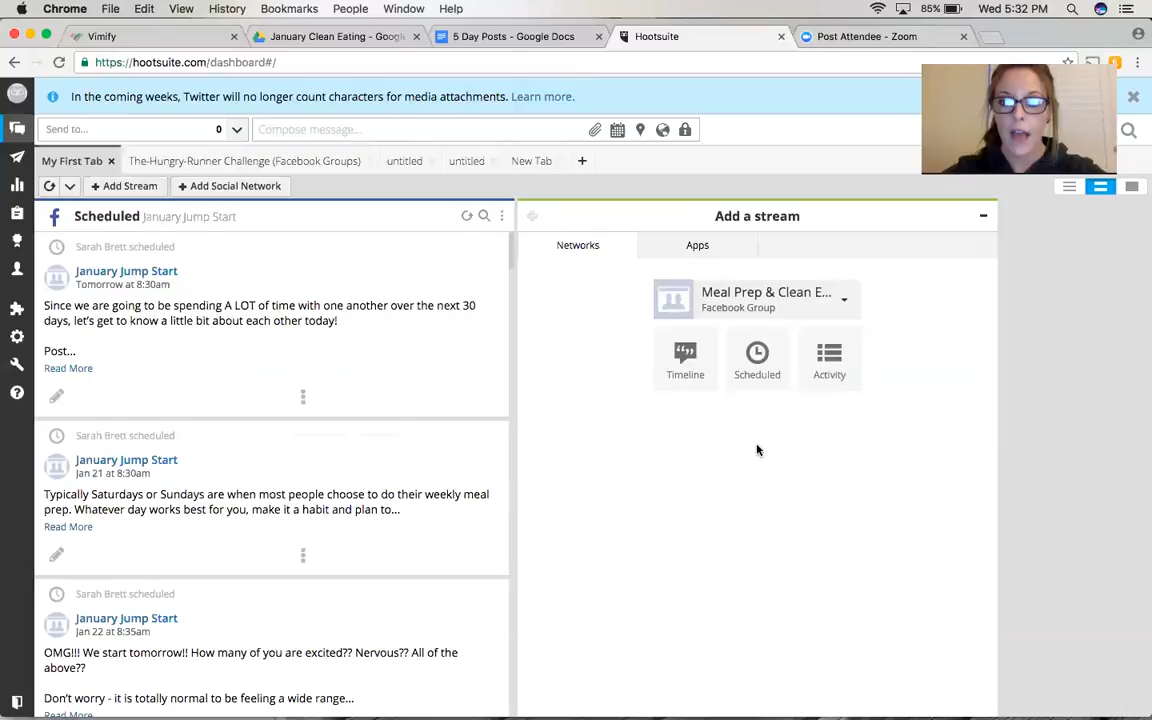 Chrome File Edit View History Bookmarks People Window Help 85% Wed 5:32 PM
Vimify
January Clean Eating - Googl
5 Day Posts - Google Docs
Hootsuite
Post Attendee - Zoom
https://hootsuite.com/dashboard#/
In the coming weeks, Twitter will no longer count characters for media attachments. Learn more.
Send to... 0
Compose message...
My First Tab
The-Hungry-Runner Challenge (Facebook Groups)
untitled
untitled
New Tab
Add Stream
Add Social Network
Scheduled January Jump Start
Sarah Brett scheduled
January Jump Start
Tomorrow at 8:30am
Since we are going to be spending A LOT of time with one another over the next 30
days, let's get to know a little bit about each other today!
Post...
Read More
Sarah Brett scheduled
January Jump Start
Jan 21 at 8:30am
Typically Saturdays or Sundays are when most people choose to do their weekly meal
prep. Whatever day works best for you, make it a habit and plan to...
Read More
Sarah Brett scheduled
January Jump Start
Jan 22 at 8:35am
OMG!!! We start tomorrow!! How many of you are excited?? Nervous?? All of the
above??
Don't worry - it is totally normal to be feeling a wide range...
Read More
Add a stream
Networks
Apps
Meal Prep & Clean E...
Facebook Group
Timeline
Scheduled
Activity